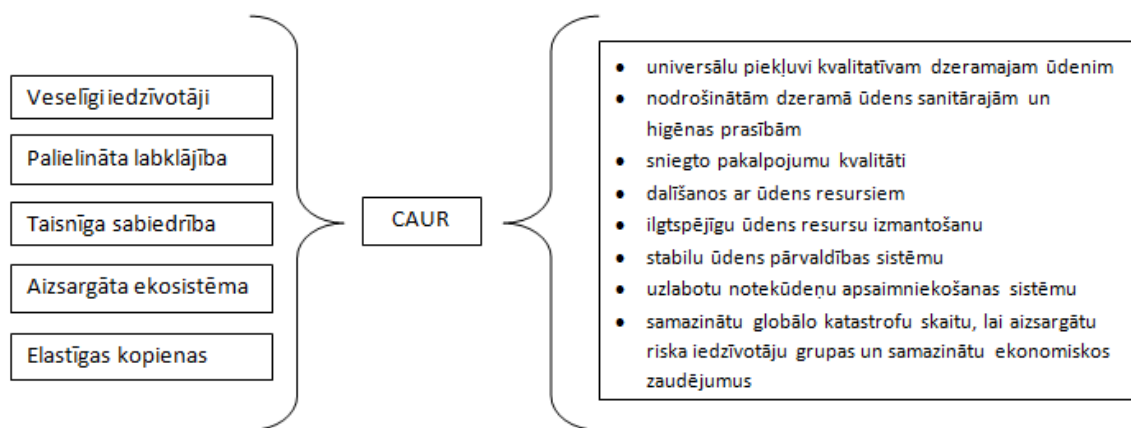 Veselīgi iedzīvotāji
Palielināta labklājība
Taisnīga sabiedrība
Aizsargāta ekosistēma
Elastīgas kopienas
CAUR
• universālu piekļuvi kvalitatīvam dzeramajam ūdenim
• nodrošinātām dzeramā ūdens sanitārajām un
higēnas prasībām
• sniegto pakalpojumu kvalitāti
• dalīšanos ar ūdens resursiem
• ilgtspējīgu ūdens resursu izmantošanu
• stabilu ūdens pārvaldības sistēmu
• uzlabotu notekūdeņu apsaimniekošanas sistēmu
• samazinātu globālo katastrofu skaitu, lai aizsargātu
riska iedzīvotāju grupas un samazinātu ekonomiskos
zaudējumus